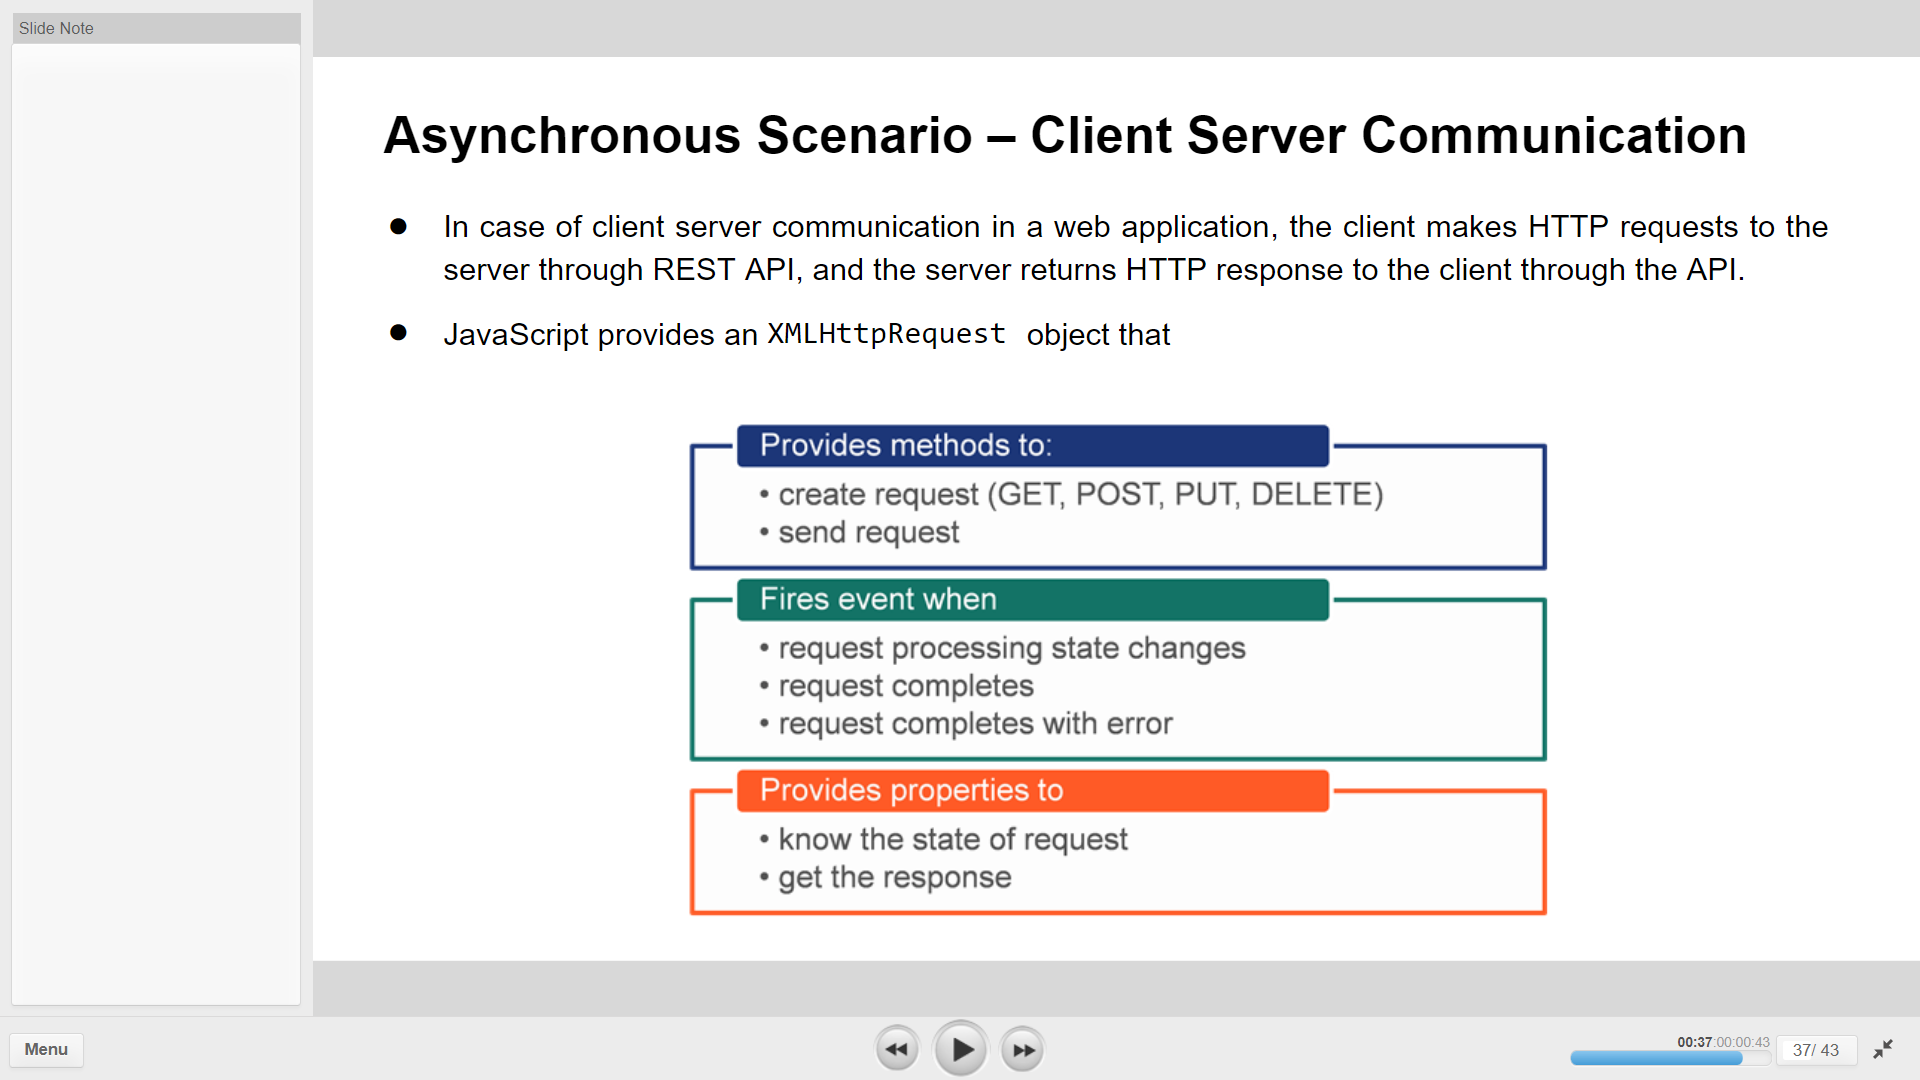 Slide Note
Asynchronous Scenario – Client Server Communication
● In case of client server communication in a web application, the client makes HTTP requests to the
server through REST API, and the server returns HTTP response to the client through the API.
● JavaScript provides an XMLHttpRequest object that
Provides methods to:
• create request (GET, POST, PUT, DELETE)
• send request
Fires event when
• request processing state changes
• request completes
• request completes with error
Provides properties to
• know the state of request
• get the response
Menu
00:37:00:00:43
37/ 43